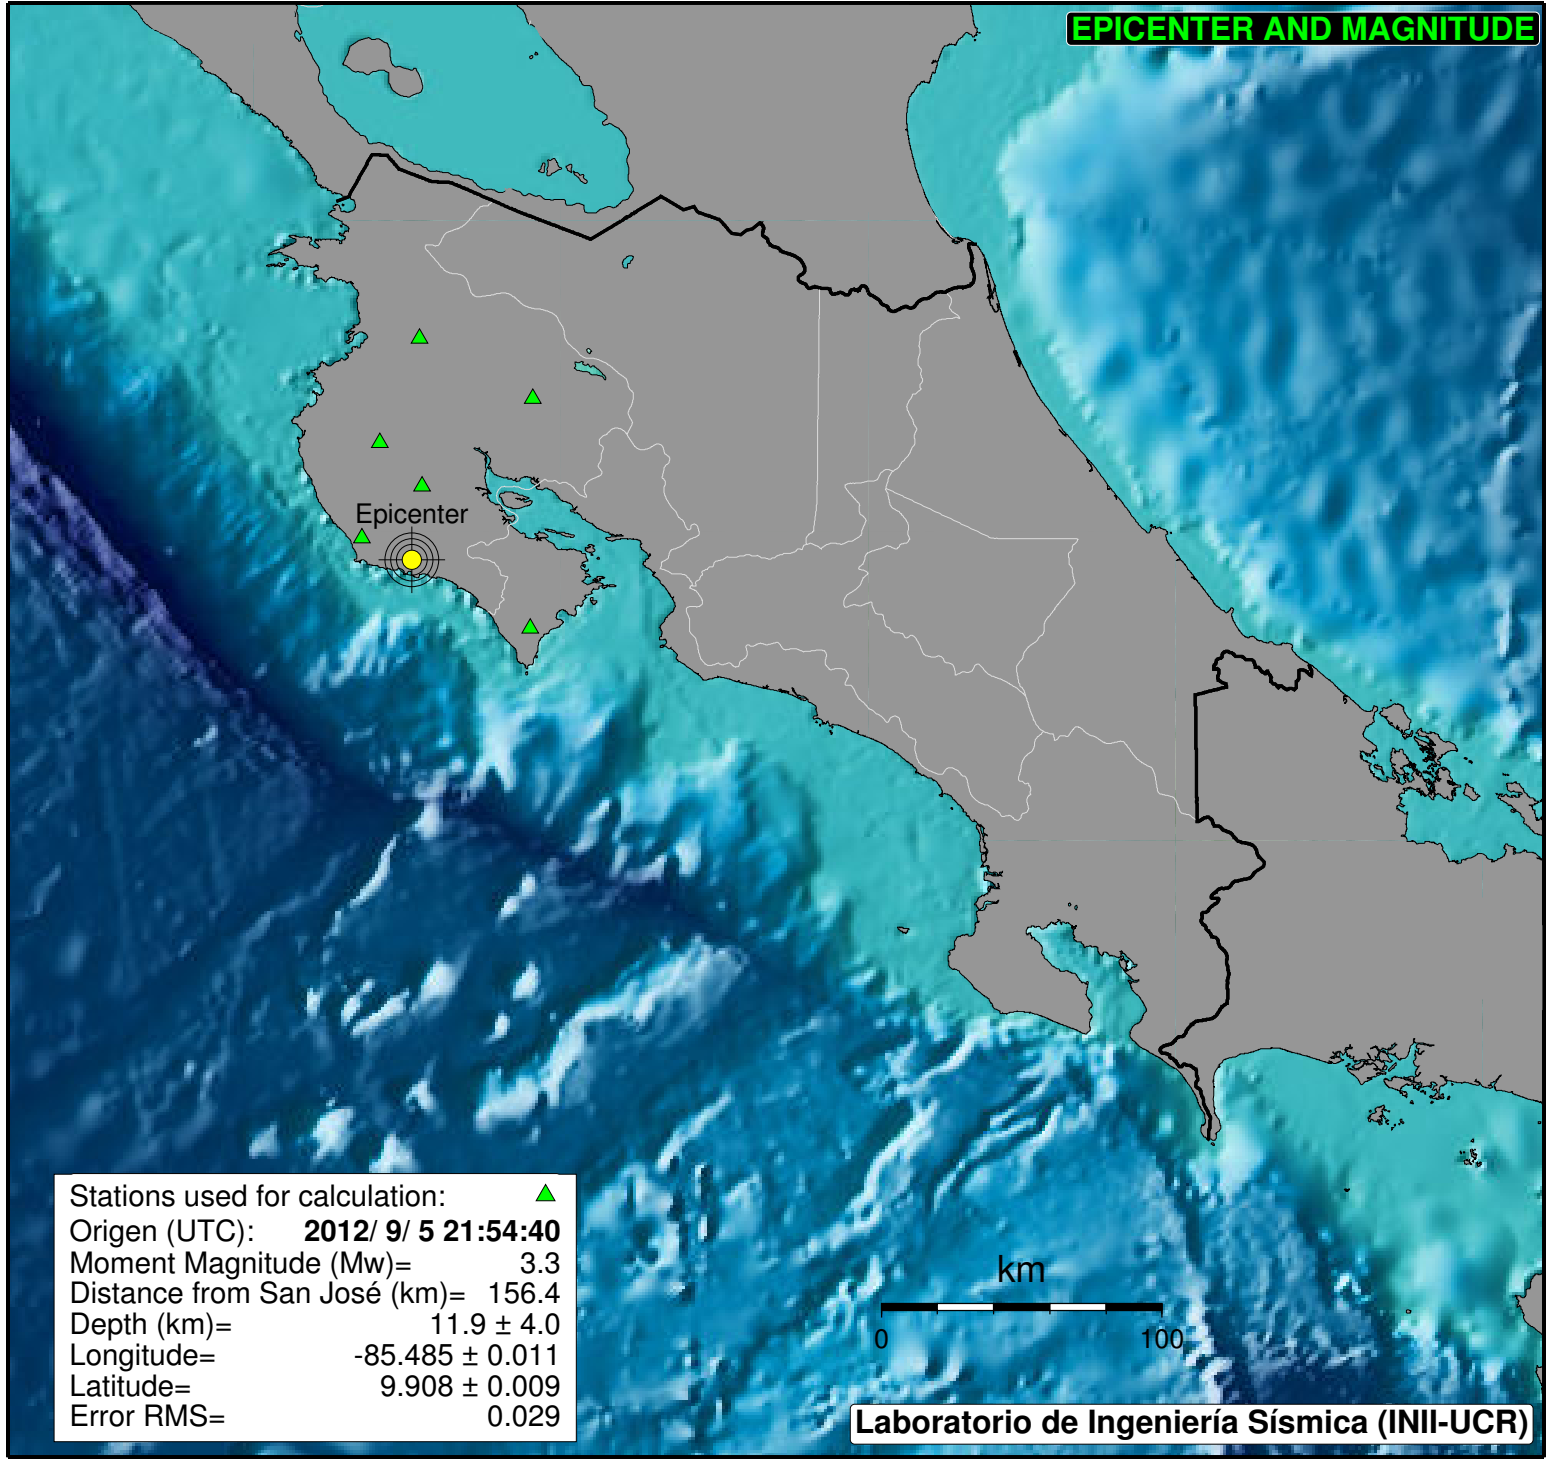 EPICENTER AND MAGNITUDE
Epicenter
Stations used for calculation:
Origen (UTC): 2012/ 9/ 5 21:54:40
Moment Magnitude (Mw)= 3.3
Distance from San José (km)= 156.4
Depth (km)= 11.9 ± 4.0
Longitude= -85.485 ± 0.011
Latitude= 9.908 ± 0.009
Error RMS= 0.029
km
0 100
Laboratorio de Ingeniería Sísmica (INII-UCR)